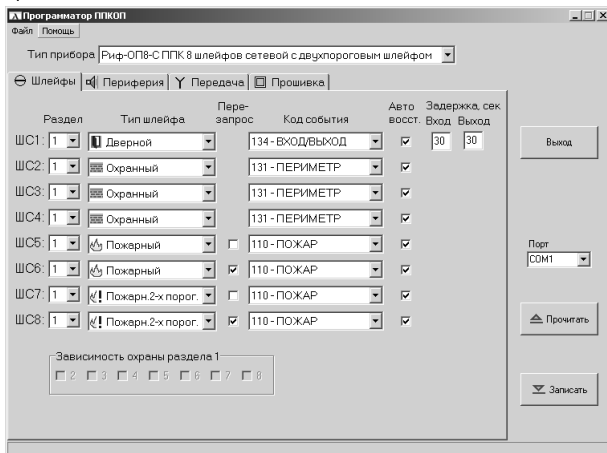 Программатор ППКОП
Файл Помощь
Тип прибора Риф-ОП8-С ППК 8 шлейфов сетевой с двухпороговым шлейфом
Шлейфы Периферия Передача Прошивка
Раздел Тип шлейфа Пере-запрос Код события Авто восст. Задержка, сек Вход Выход
ШС1: 1 Дверной 134 - ВХОД/ВЫХОД 30 30
ШС2: 1 Охранный 131 - ПЕРИМЕТР
ШС3: 1 Охранный 131 - ПЕРИМЕТР
ШС4: 1 Охранный 131 - ПЕРИМЕТР
ШС5: 1 Пожарный 110 - ПОЖАР
ШС6: 1 Пожарный 110 - ПОЖАР
ШС7: 1 Пожарн.2-х порог. 110 - ПОЖАР
ШС8: 1 Пожарн.2-х порог. 110 - ПОЖАР
Зависимость охраны раздела 1
2 3 4 5 6 7 8
Выход
Порт
COM1
Прочитать
Записать